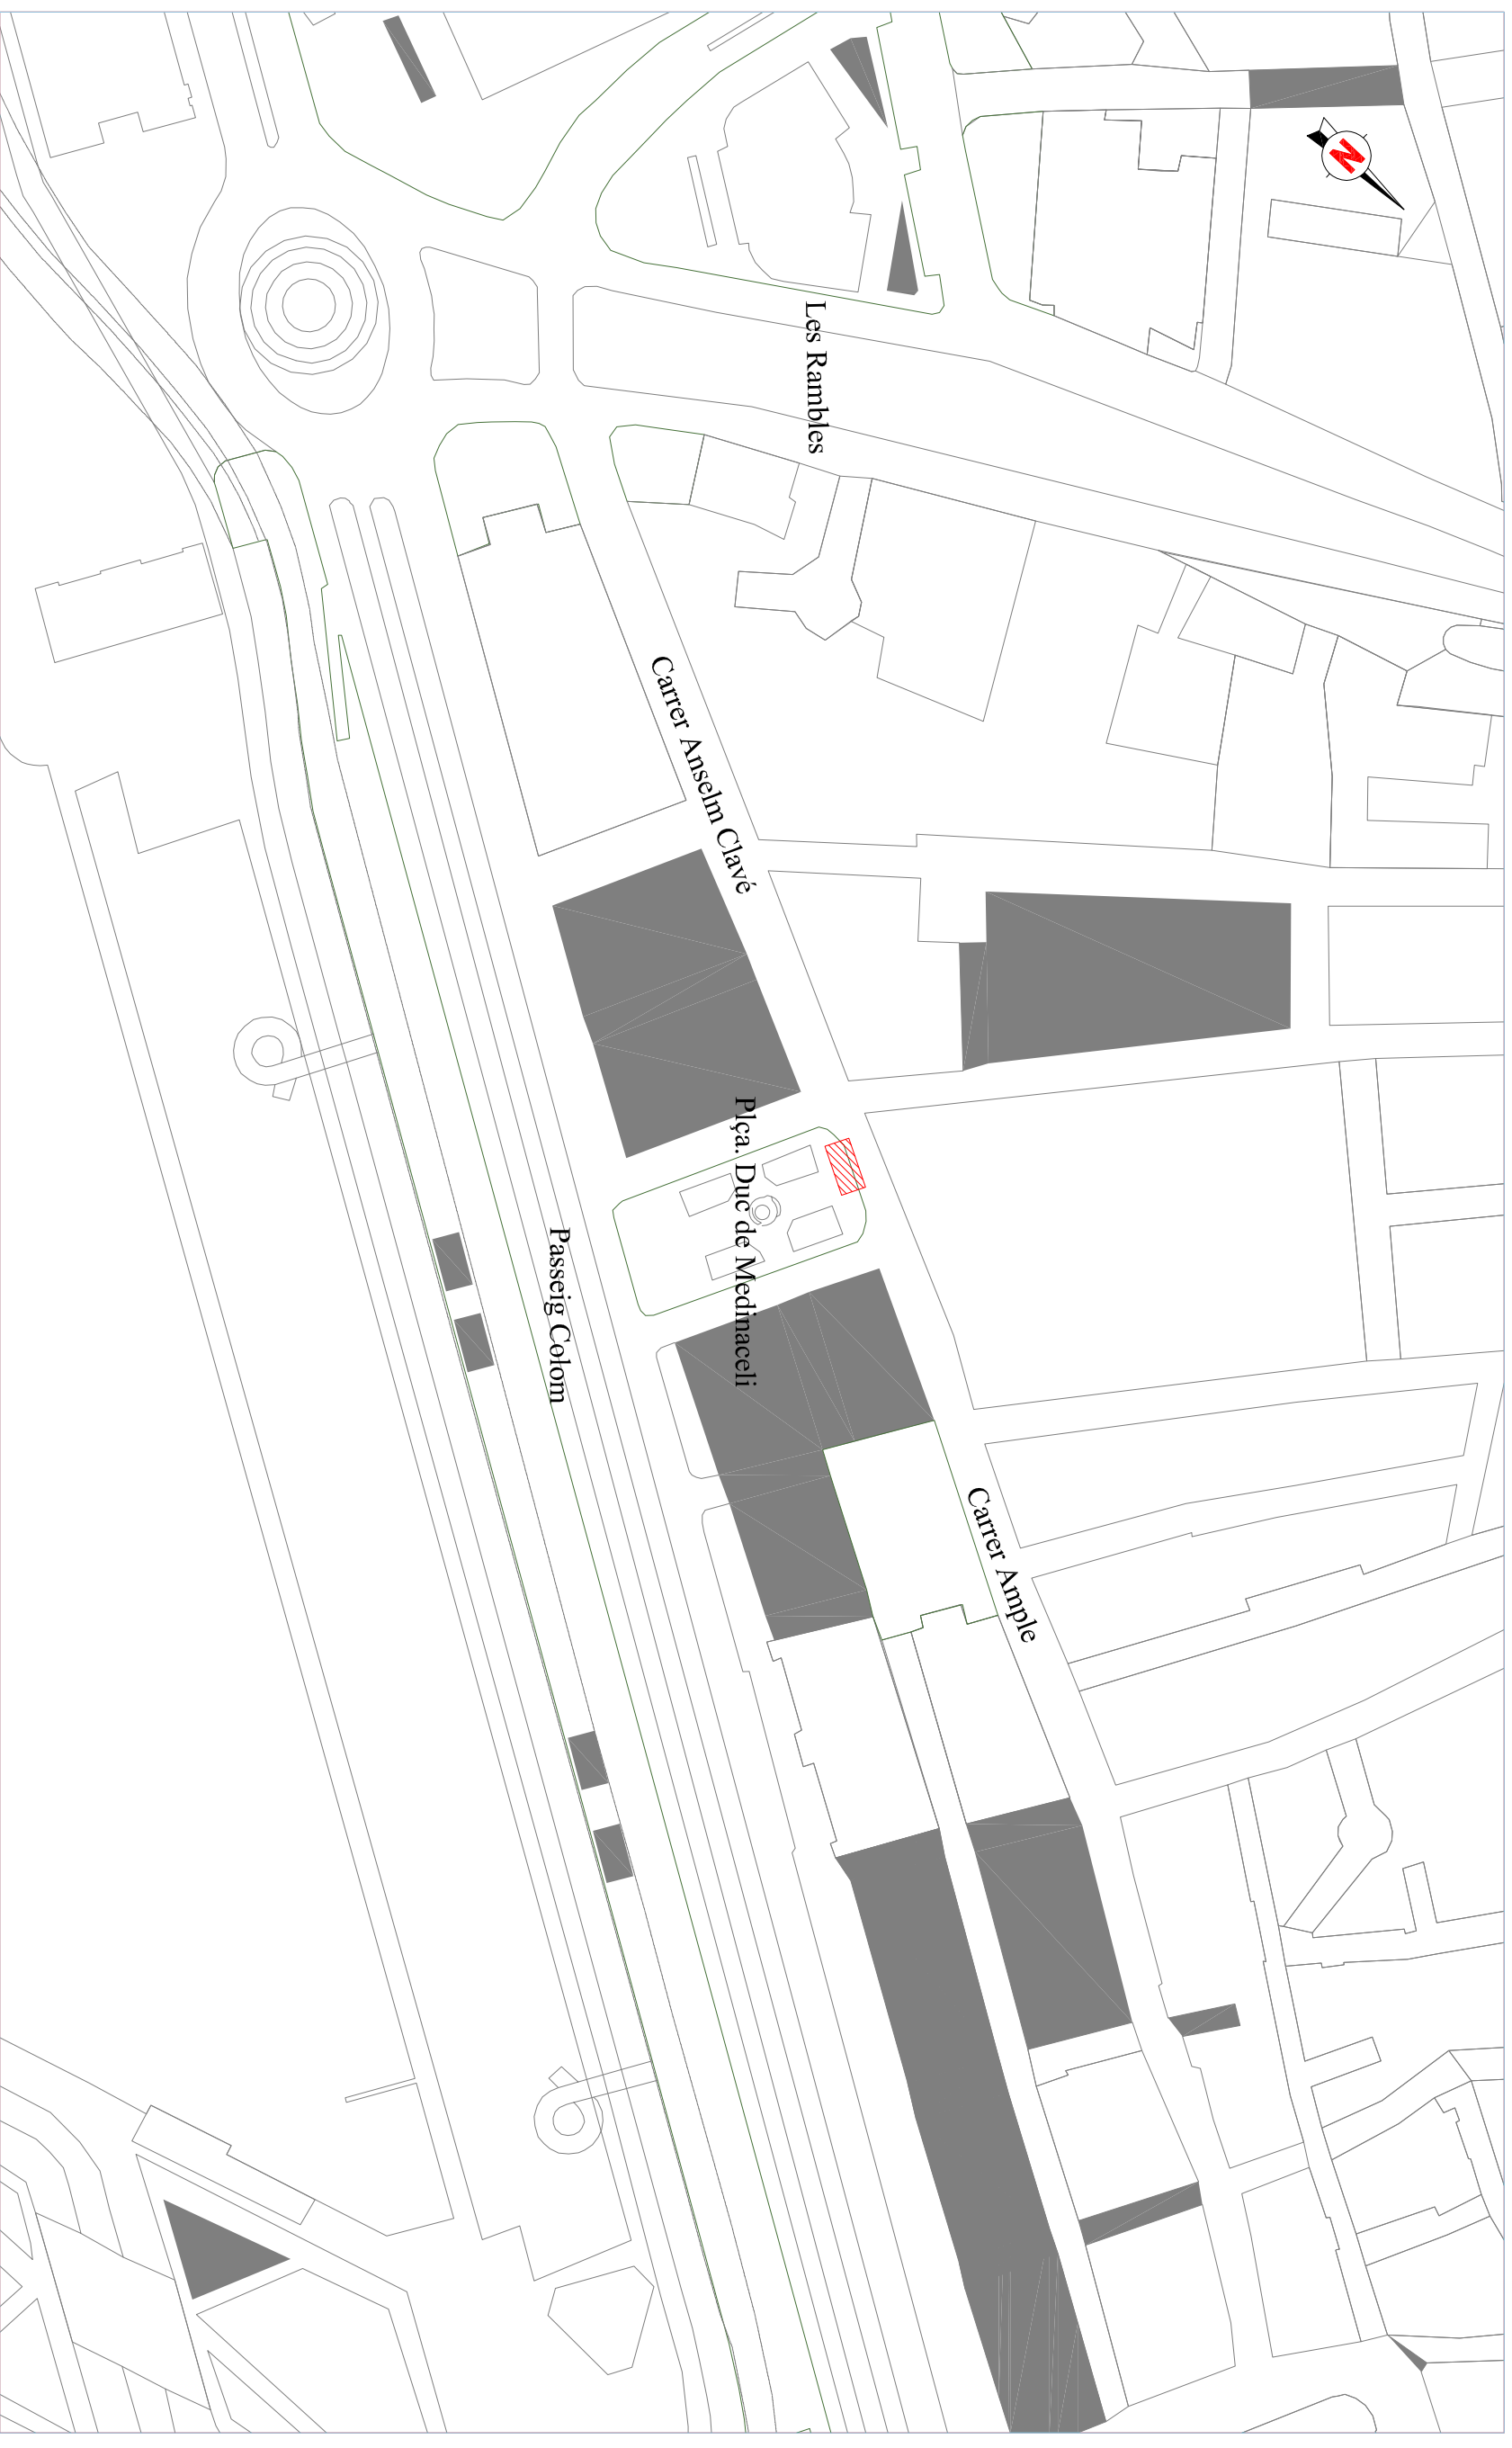 N
Les Rambles
Carrer Anselm Clavé
Plça. Duc de Medinaceli
Passeig Colom
Carrer Ample